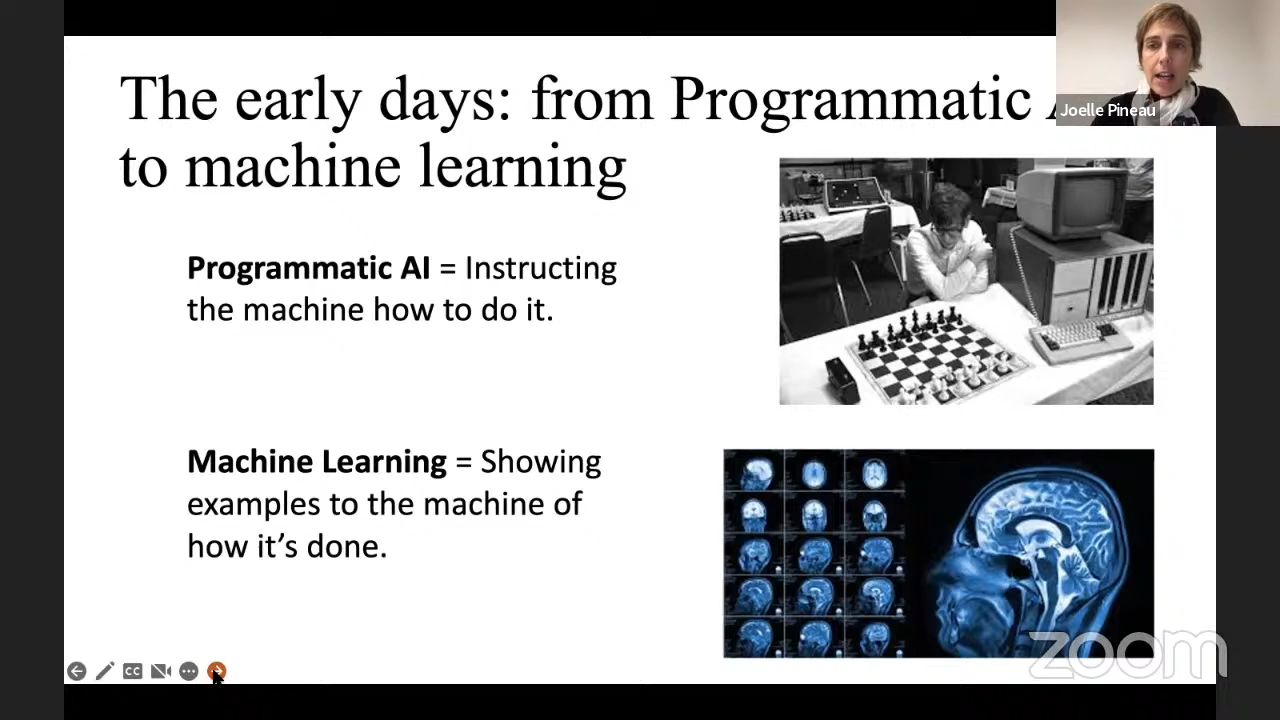 The early days: from Programmatic
to machine learning
Joelle Pineau
Programmatic AI = Instructing
the machine how to do it.
Machine Learning = Showing
examples to the machine of
how it's done.
CC
zoom